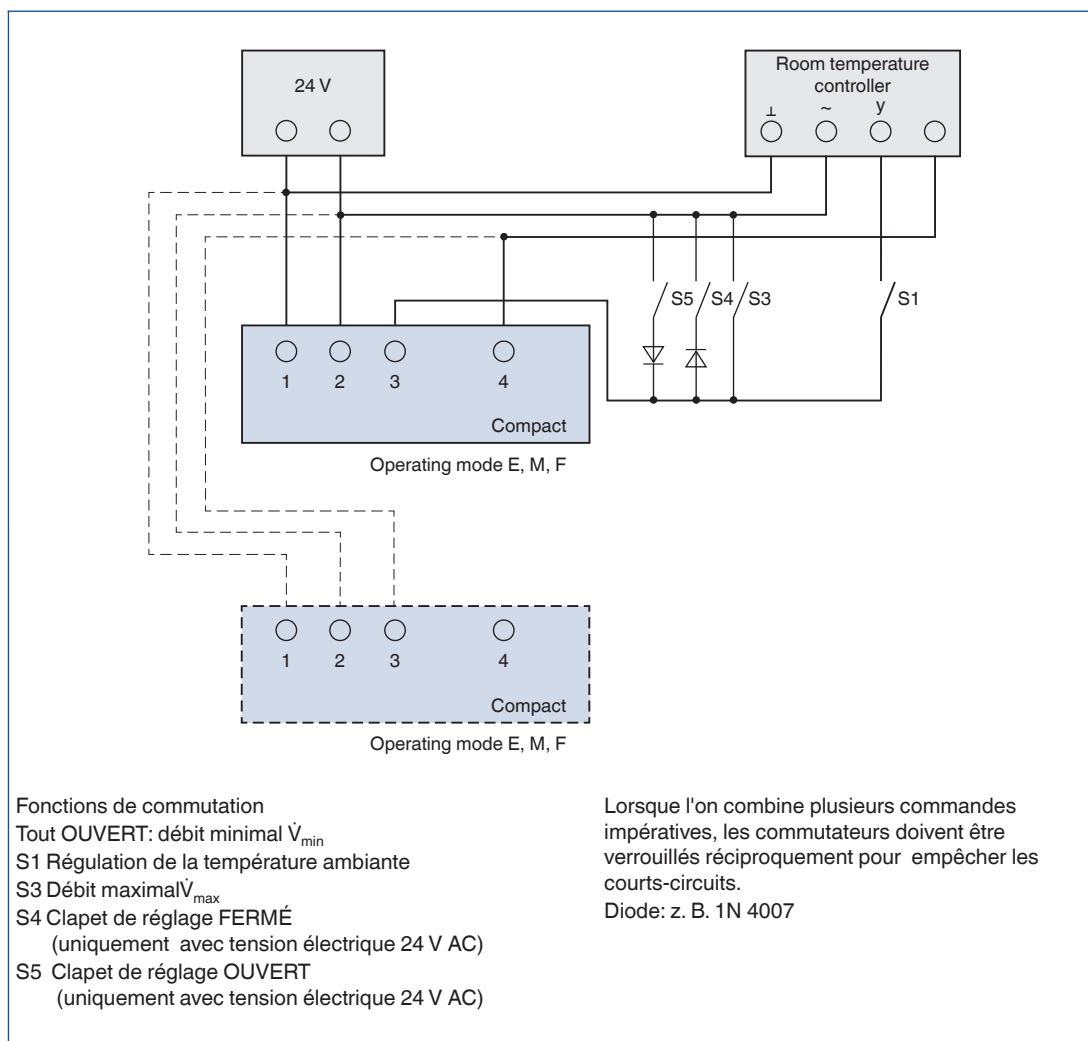 24 V
Room temperature
controller
⊥ ~ y
S5 S4 S3 S1
1 2 3 4
Compact
Operating mode E, M, F
1 2 3 4
Compact
Operating mode E, M, F
Fonctions de commutation
Tout OUVERT: débit minimal V̇min
S1 Régulation de la température ambiante
S3 Débit maximalV̇max
S4 Clapet de réglage FERMÉ
(uniquement avec tension électrique 24 V AC)
S5 Clapet de réglage OUVERT
(uniquement avec tension électrique 24 V AC)
Lorsque l'on combine plusieurs commandes
impératives, les commutateurs doivent être
verrouillés réciproquement pour empêcher les
courts-circuits.
Diode: z. B. 1N 4007